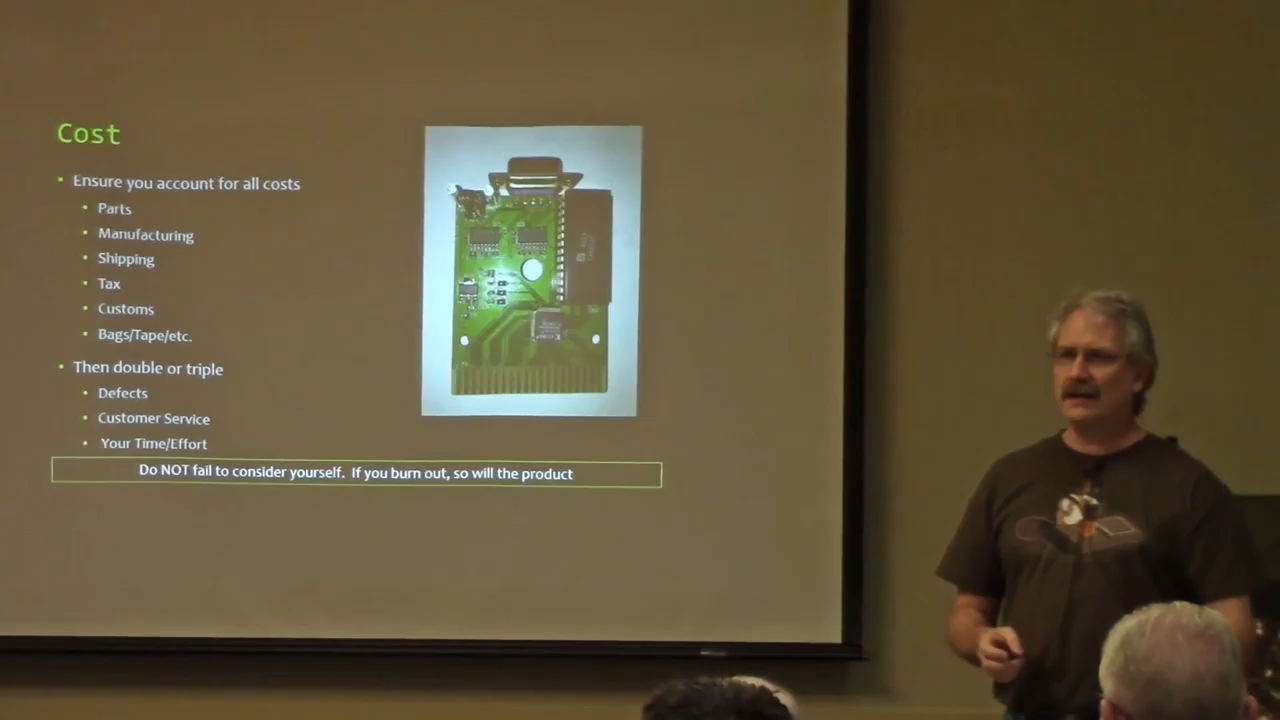 Cost
Ensure you account for all costs
Parts
Manufacturing
Shipping
Tax
Customs
Bags/Tape/etc.
Then double or triple
Defects
Customer Service
Your Time/Effort
Do NOT fail to consider yourself. If you burn out, so will the product